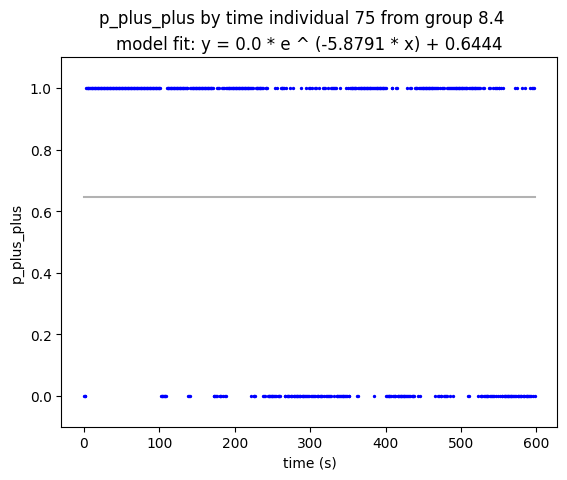 p_plus_plus by time individual 75 from group 8.4
model fit: y = 0.0 * e ^ (-5.8791 * x) + 0.6444
1.0
0.8
0.6
0.4
0.2
0.0
p_plus_plus
0 100 200 300 400 500 600
time (s)